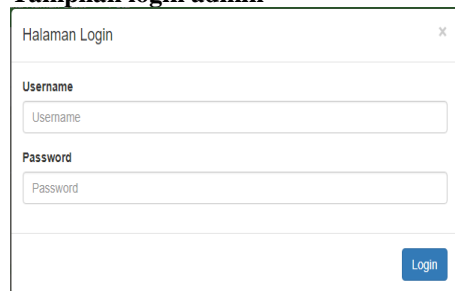 Tampilan login admin
Halaman Login
x
Username
Username
Password
Password
Login